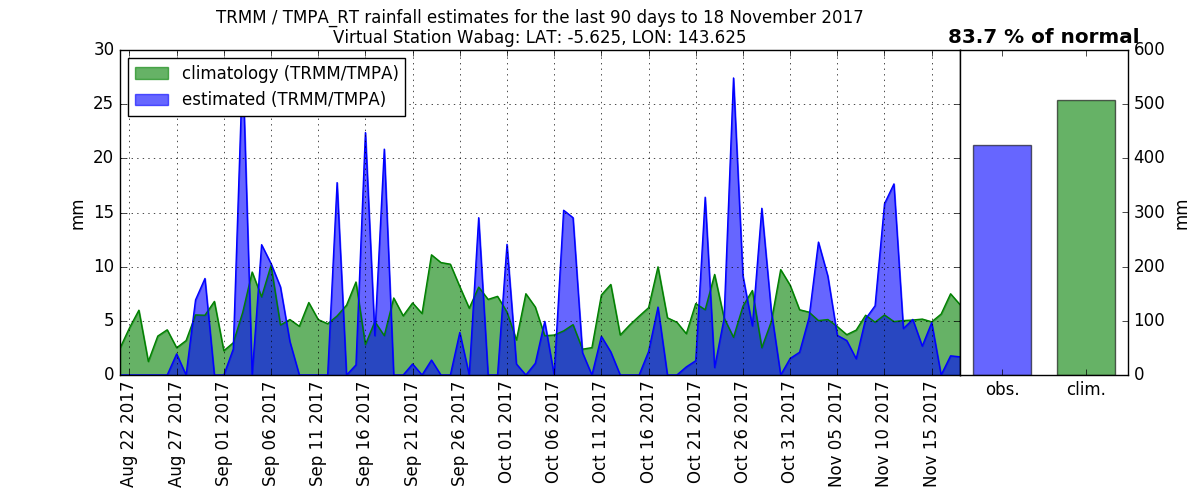 TRMM / TMPA_RT rainfall estimates for the last 90 days to 18 November 2017
Virtual Station Wabag: LAT: -5.625, LON: 143.625
83.7 % of normal
climatology (TRMM/TMPA)
estimated (TRMM/TMPA)
30
25
20
15
10
5
0
mm
600
500
400
300
200
100
0
mm
Aug 22 2017
Aug 27 2017
Sep 01 2017
Sep 06 2017
Sep 11 2017
Sep 16 2017
Sep 21 2017
Sep 26 2017
Oct 01 2017
Oct 06 2017
Oct 11 2017
Oct 16 2017
Oct 21 2017
Oct 26 2017
Oct 31 2017
Nov 05 2017
Nov 10 2017
Nov 15 2017
obs.
clim.